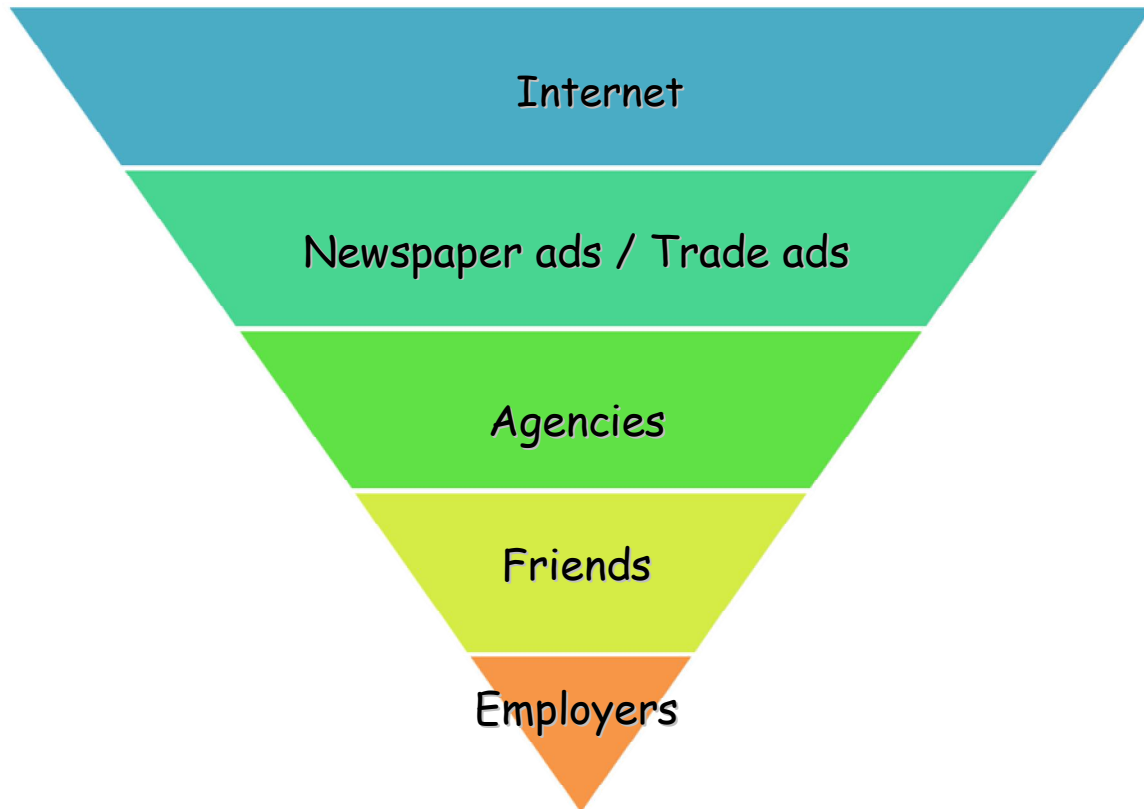 Internet
Newspaper ads / Trade ads
Agencies
Friends
Employers